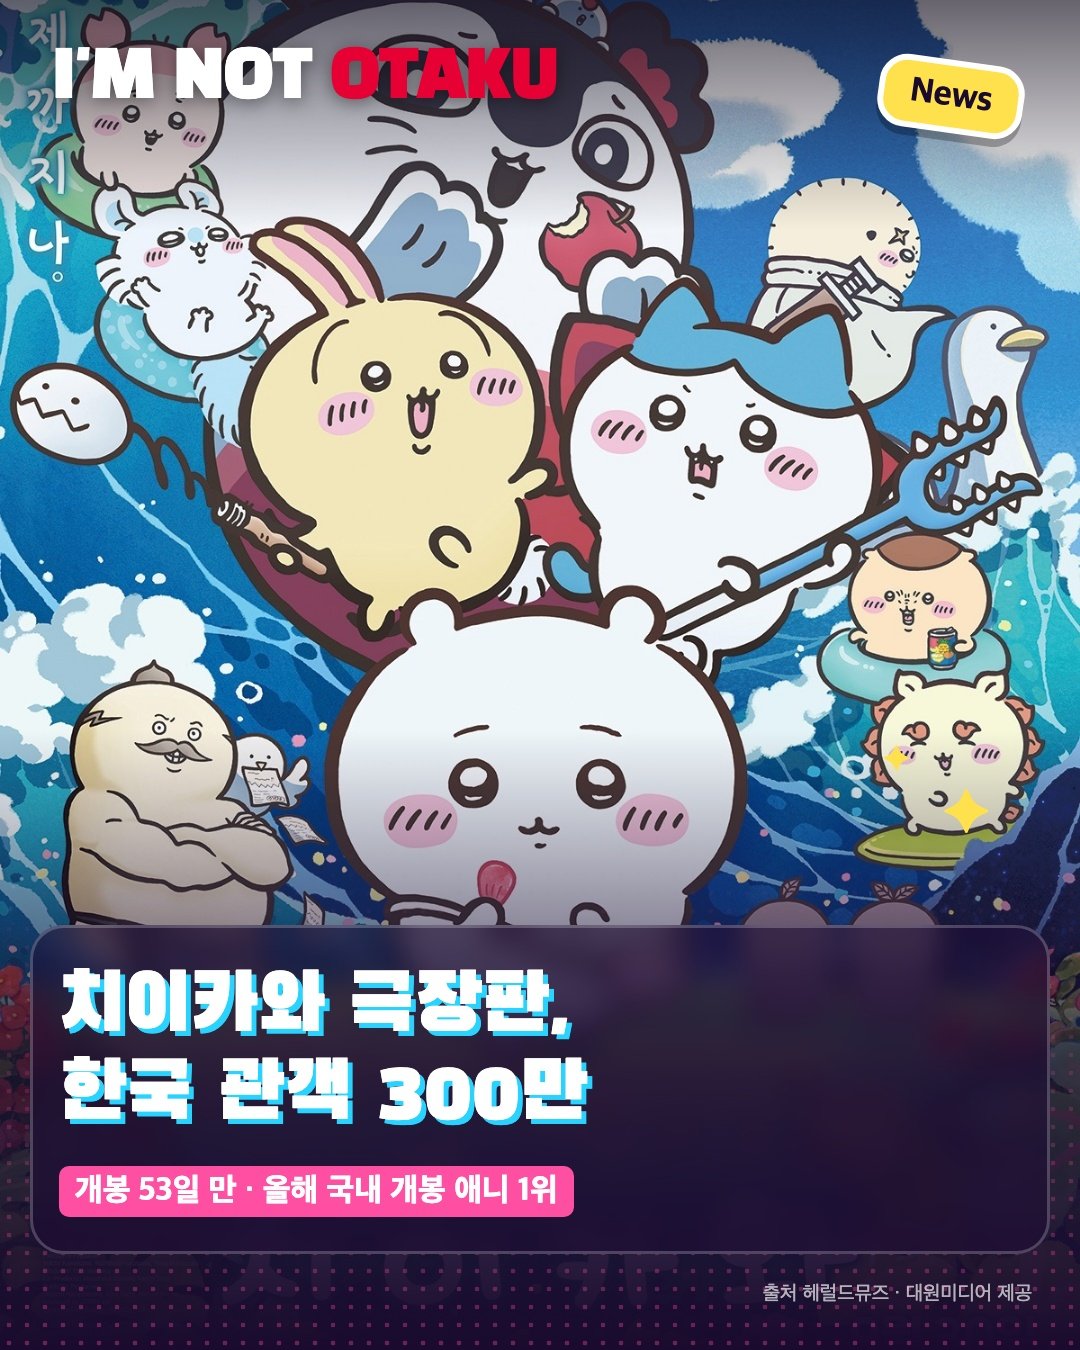 제까지나。
I'M NOT OTAKU
News
치이카와 극장판,
한국 관객 300만
개봉 53일 만 · 올해 국내 개봉 애니 1위
출처 헤럴드뮤즈 · 대원미디어 제공